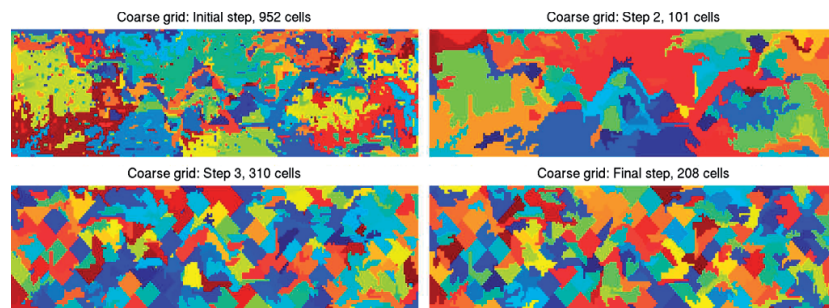 Coarse grid: Initial step, 952 cells
Coarse grid: Step 2, 101 cells
Coarse grid: Step 3, 310 cells
Coarse grid: Final step, 208 cells